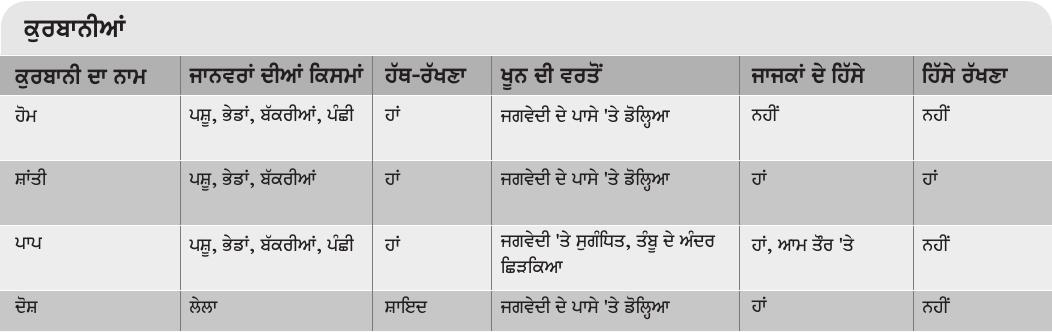 ਕੁਰਬਾਨੀਆਂ
ਕੁਰਬਾਨੀ ਦਾ ਨਾਮ ਜਾਨਵਰਾਂ ਦੀਆਂ ਕਿਸਮਾਂ ਹੱਥ-ਰੱਖਣਾ ਖੂਨ ਦੀ ਵਰਤੋਂ ਜਾਜਕਾਂ ਦੇ ਹਿੱਸੇ ਹਿੱਸੇ ਰੱਖਣਾ
ਹੋਮ ਪਸ਼ੂ, ਭੇਡਾਂ, ਬੱਕਰੀਆਂ, ਪੰਛੀ ਹਾਂ ਜਗਵੇਦੀ ਦੇ ਪਾਸੇ 'ਤੇ ਡੋਲ੍ਹਿਆ ਨਹੀਂ ਨਹੀਂ
ਸ਼ਾਂਤੀ ਪਸ਼ੂ, ਭੇਡਾਂ, ਬੱਕਰੀਆਂ ਹਾਂ ਜਗਵੇਦੀ ਦੇ ਪਾਸੇ 'ਤੇ ਡੋਲ੍ਹਿਆ ਹਾਂ ਹਾਂ
ਪਾਪ ਪਸ਼ੂ, ਭੇਡਾਂ, ਬੱਕਰੀਆਂ, ਪੰਛੀ ਹਾਂ ਜਗਵੇਦੀ 'ਤੇ ਸੁਗੰਧਿਤ, ਤੰਬੂ ਦੇ ਅੰਦਰ ਹਾਂ, ਆਮ ਤੌਰ 'ਤੇ ਨਹੀਂ
ਛਿੜਕਿਆ
ਦੋਸ਼ ਲੇਲਾ ਸ਼ਾਇਦ ਜਗਵੇਦੀ ਦੇ ਪਾਸੇ 'ਤੇ ਡੋਲ੍ਹਿਆ ਹਾਂ ਨਹੀਂ